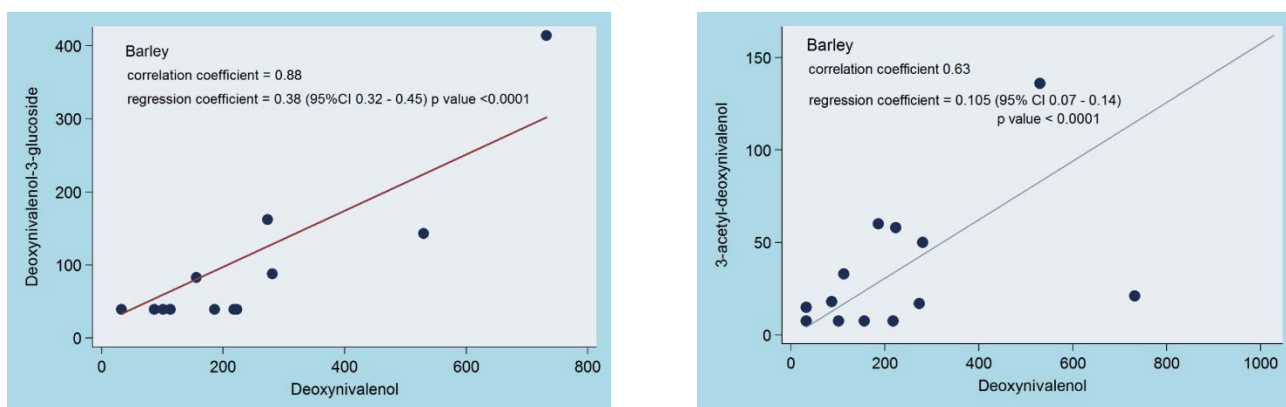 Barley
correlation coefficient = 0.88
regression coefficient = 0.38 (95%CI 0.32 - 0.45) p value <0.0001
Deoxynivalenol-3-glucoside
400
300
200
100
0
0 200 400 600 800
Deoxynivalenol
Barley
correlation coefficient 0.63
regression coefficient = 0.105 (95% CI 0.07 - 0.14)
p value < 0.0001
3-acetyl-deoxynivalenol
150
100
50
0
0 200 400 600 800 1000
Deoxynivalenol